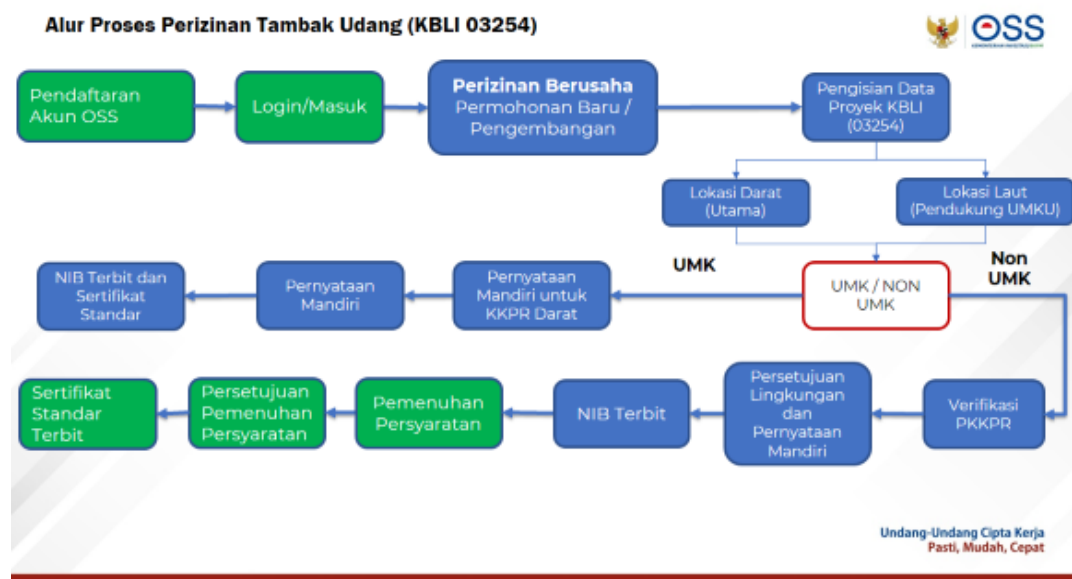 Alur Proses Perizinan Tambak Udang (KBLI 03254)
OSS
Pendaftaran
Akun OSS
Login/Masuk
Perizinan Berusaha
Permohonan Baru /
Pengembangan
Pengisian Data
Proyek KBLI
(03254)
Lokasi Darat
(Utama)
Lokasi Laut
(Pendukung UMKU)
UMK / NON
UMK
UMK
Pernyataan
Mandiri untuk
KKPR Darat
Pernyataan
Mandiri
NIB Terbit dan
Sertifikat
Standar
Non
UMK
Verifikasi
PKKPR
Persetujuan
Lingkungan
dan
Pernyataan
Mandiri
NIB Terbit
Pemenuhan
Persyaratan
Persetujuan
Pemenuhan
Persyaratan
Sertifikat
Standar
Terbit
Undang-Undang Cipta Kerja
Pasti, Mudah, Cepat